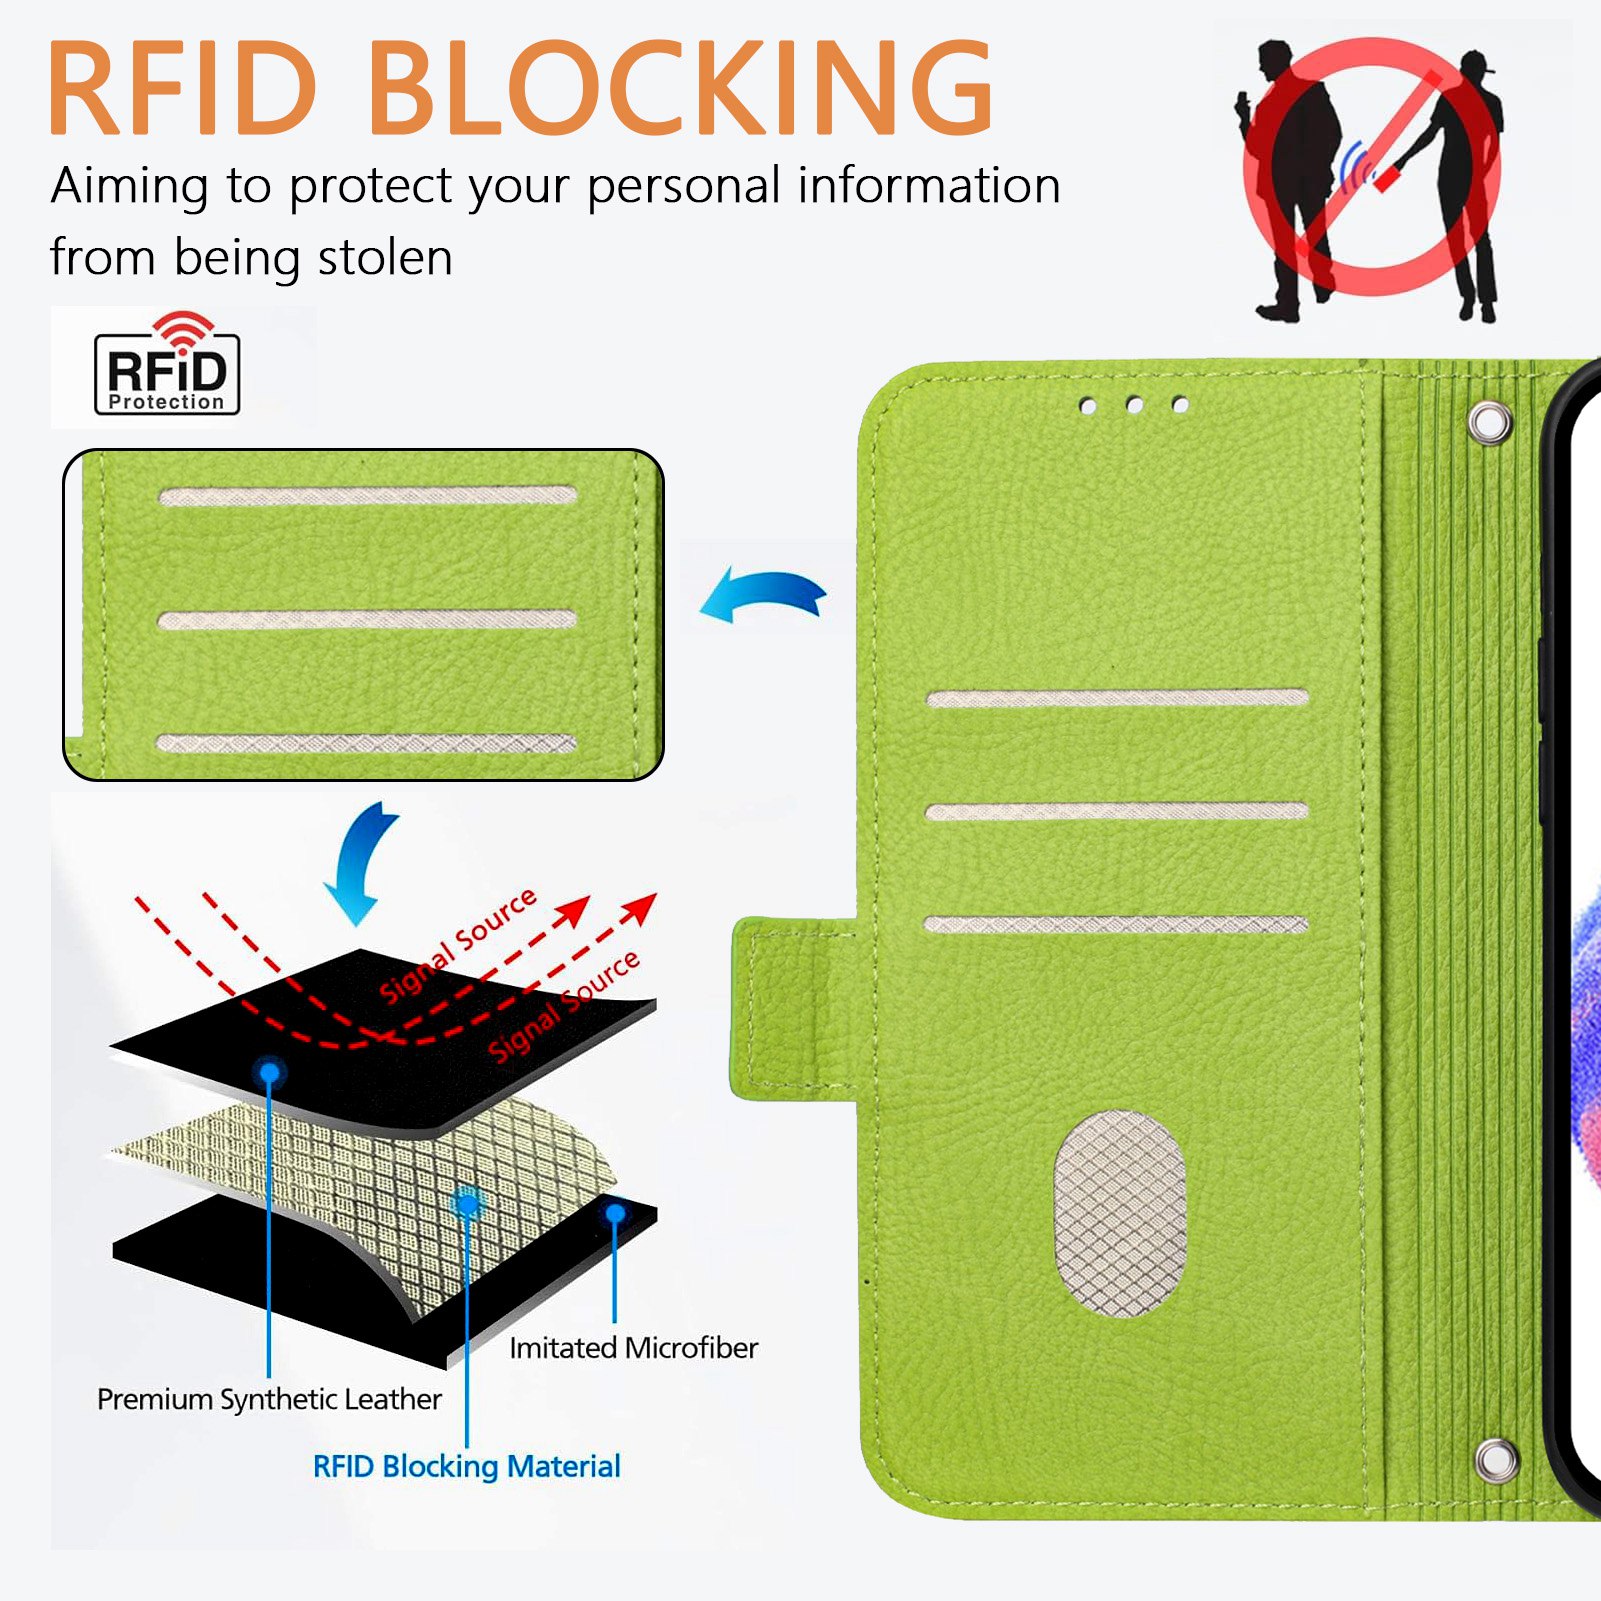 RFID BLOCKING
Aiming to protect your personal information
from being stolen
RFiD
Protection
Signal Source
Signal Source
Imitated Microfiber
Premium Synthetic Leather
RFID Blocking Material